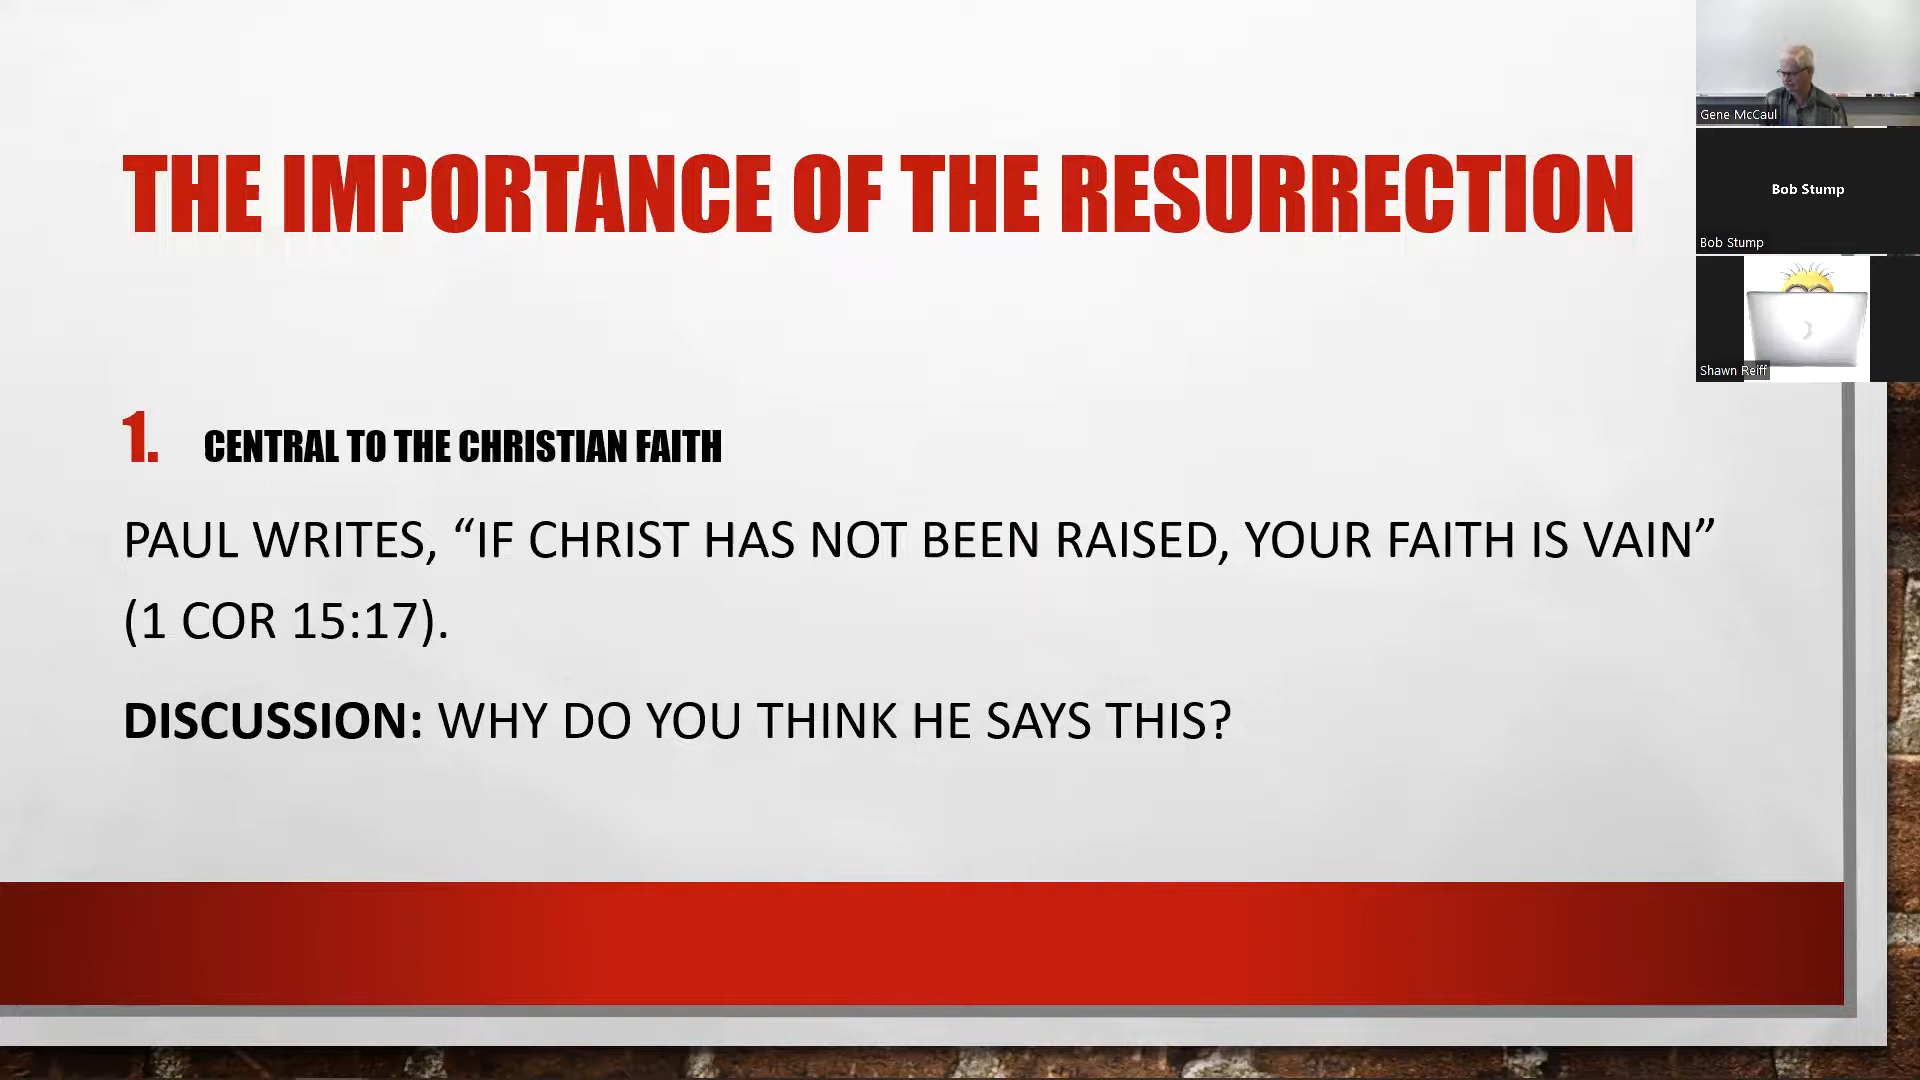 THE IMPORTANCE OF THE RESURRECTION
1. CENTRAL TO THE CHRISTIAN FAITH
PAUL WRITES, “IF CHRIST HAS NOT BEEN RAISED, YOUR FAITH IS VAIN”
(1 COR 15:17).
DISCUSSION: WHY DO YOU THINK HE SAYS THIS?
Gene McCaul
Bob Stump
Bob Stump
Shawn Reiff